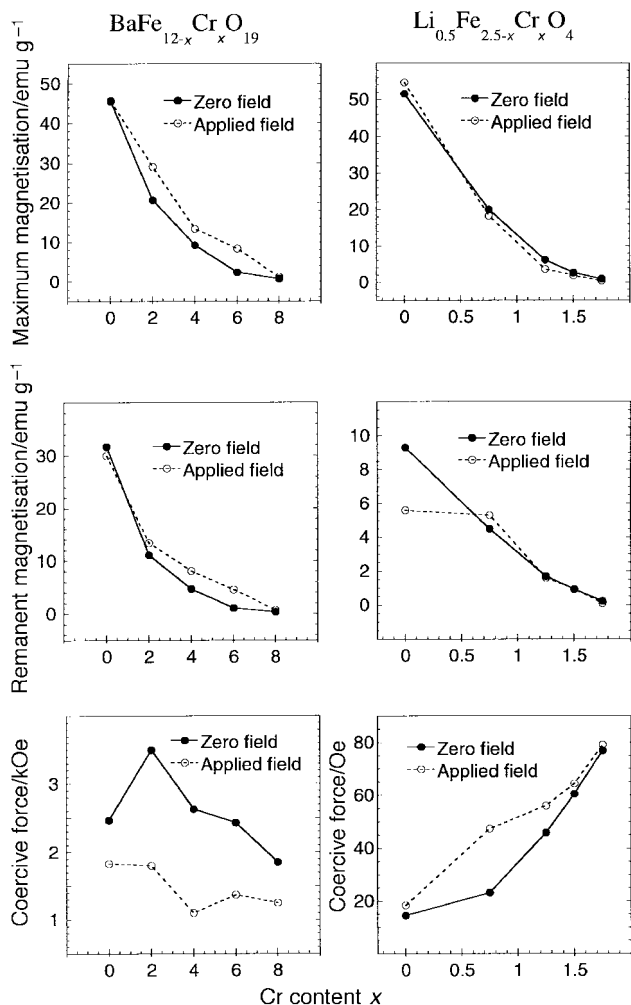 BaFe12-xCrxO19
Li0.5Fe2.5-xCrxO4
Maximum magnetisation/emu g⁻¹
50
40
30
20
10
0
Zero field
Applied field
0 2 4 6 8
50
40
30
20
10
0
Zero field
Applied field
0 0.5 1 1.5
Remanent magnetisation/emu g⁻¹
30
20
10
0
Zero field
Applied field
0 2 4 6 8
10
8
6
4
2
0
Zero field
Applied field
0 0.5 1 1.5
Coercive force/kOe
3
2
1
Zero field
Applied field
0 2 4 6 8
Coercive force/Oe
80
60
40
20
Zero field
Applied field
0 0.5 1 1.5
Cr content x